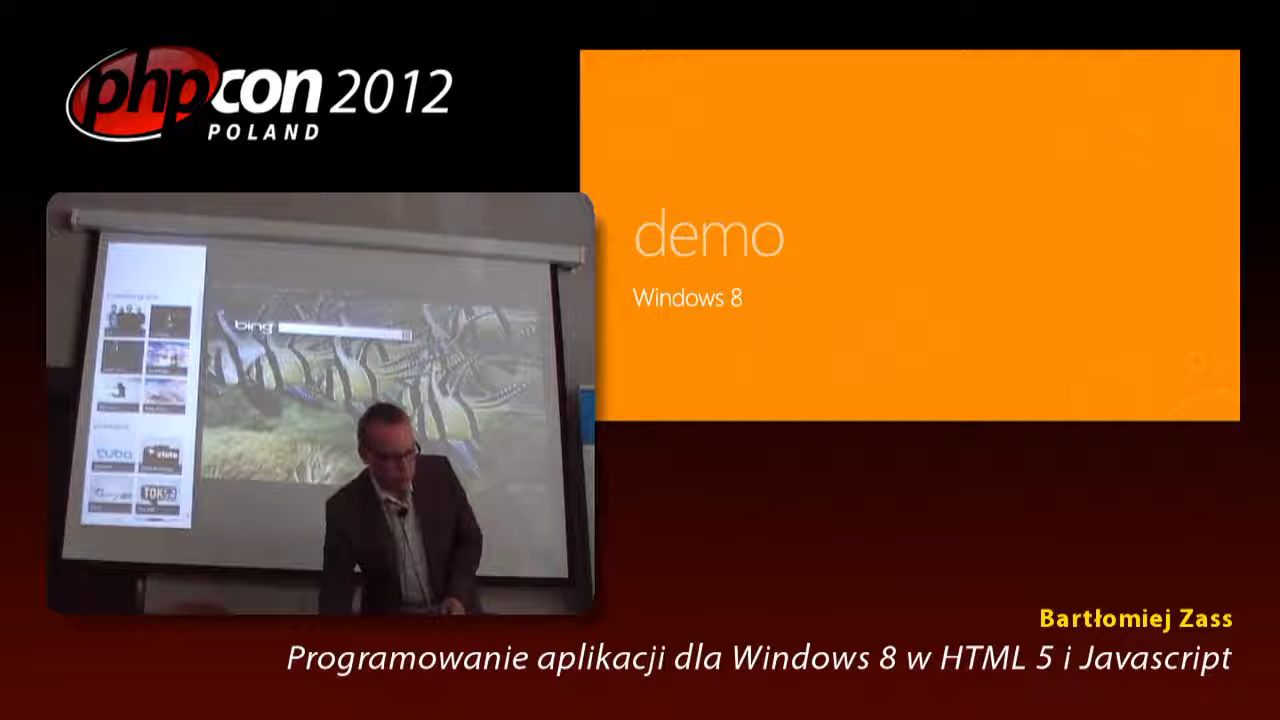 phpcon 2012
POLAND
demo
Windows 8
bing
Bartłomiej Zass
Programowanie aplikacji dla Windows 8 w HTML 5 i Javascript